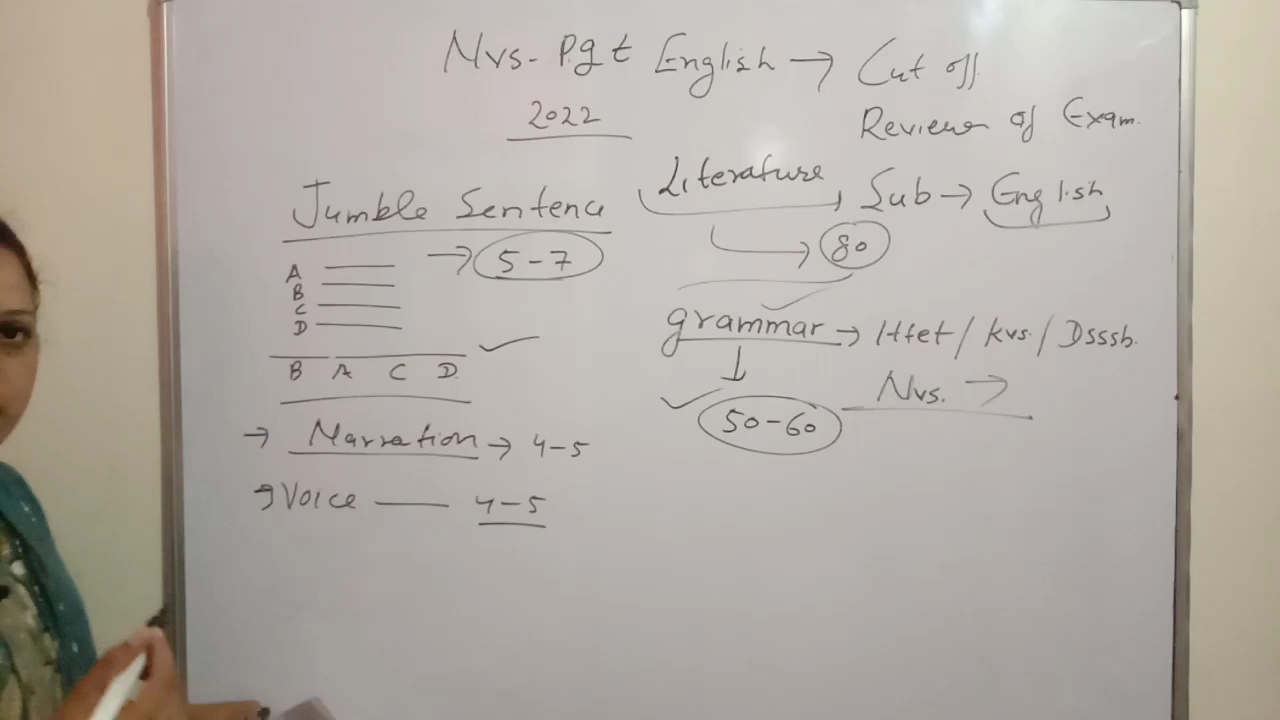 Nvs-Pgt English → Cut off
2022
Review of Exam.
Jumble Sentence
→ 5-7
A
B
C
D
B A C D
→ Narration → 4-5
→ Voice — 4-5
Literature
Sub → English
80
grammar → Htet / kvs. / Dsssb.
Nvs. →
50-60